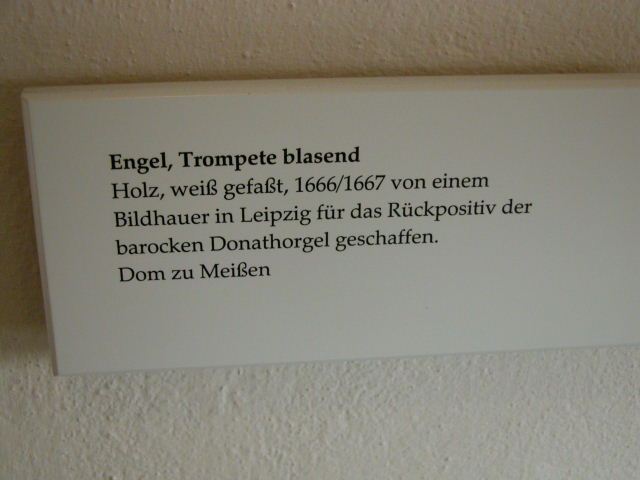 Engel, Trompete blasend
Holz, weiß gefaßt, 1666/1667 von einem
Bildhauer in Leipzig für das Rückpositiv der
barocken Donathorgel geschaffen.
Dom zu Meißen